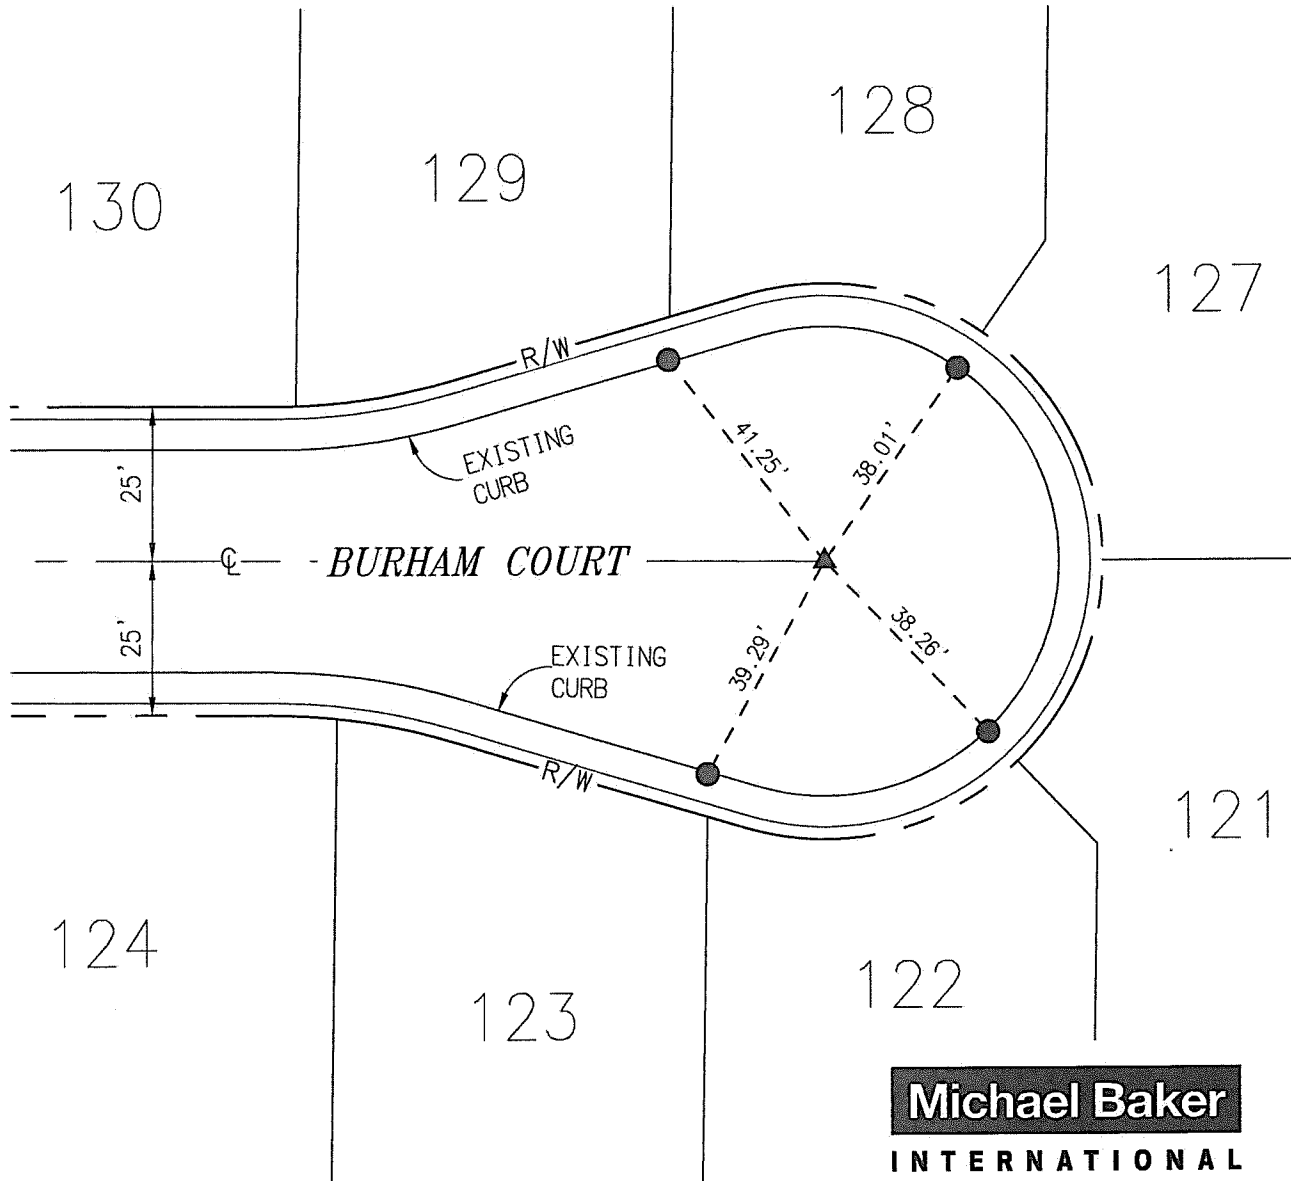 128
129
130
127
R/W
41.25'
38.01'
EXISTING
CURB
25'
℄
BURHAM COURT
25'
38.26'
39.29'
EXISTING
CURB
R/W
121
124
122
123
Michael Baker
INTERNATIONAL